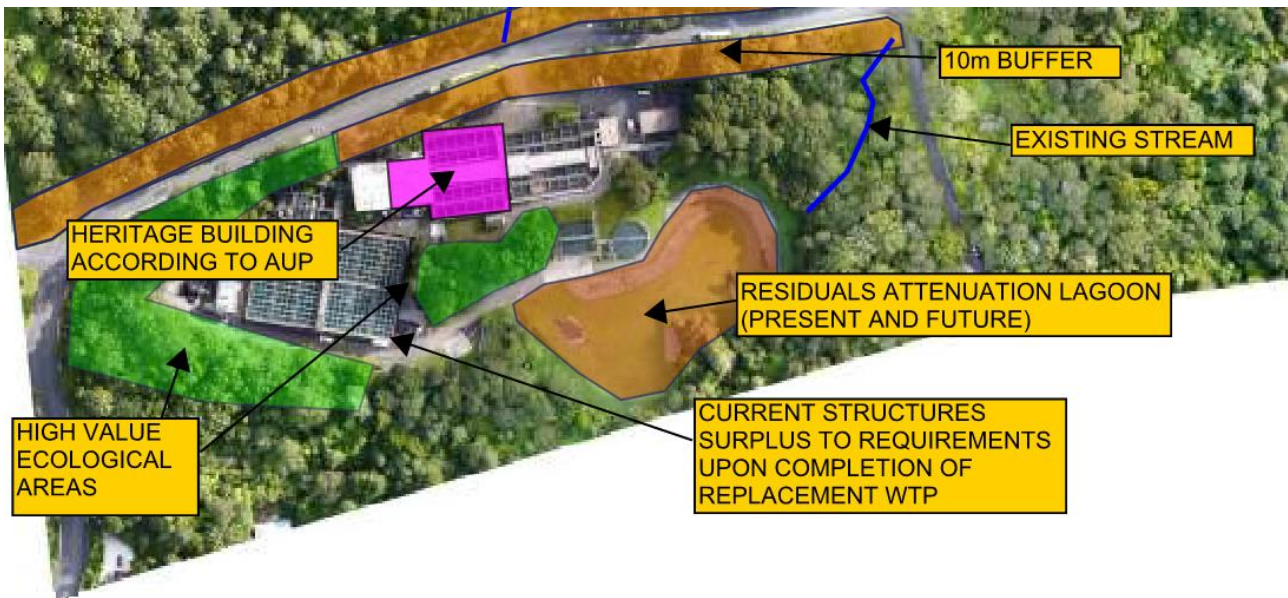 10m BUFFER
EXISTING STREAM
HERITAGE BUILDING
ACCORDING TO AUP
RESIDUALS ATTENUATION LAGOON
(PRESENT AND FUTURE)
HIGH VALUE
ECOLOGICAL
AREAS
CURRENT STRUCTURES
SURPLUS TO REQUIREMENTS
UPON COMPLETION OF
REPLACEMENT WTP